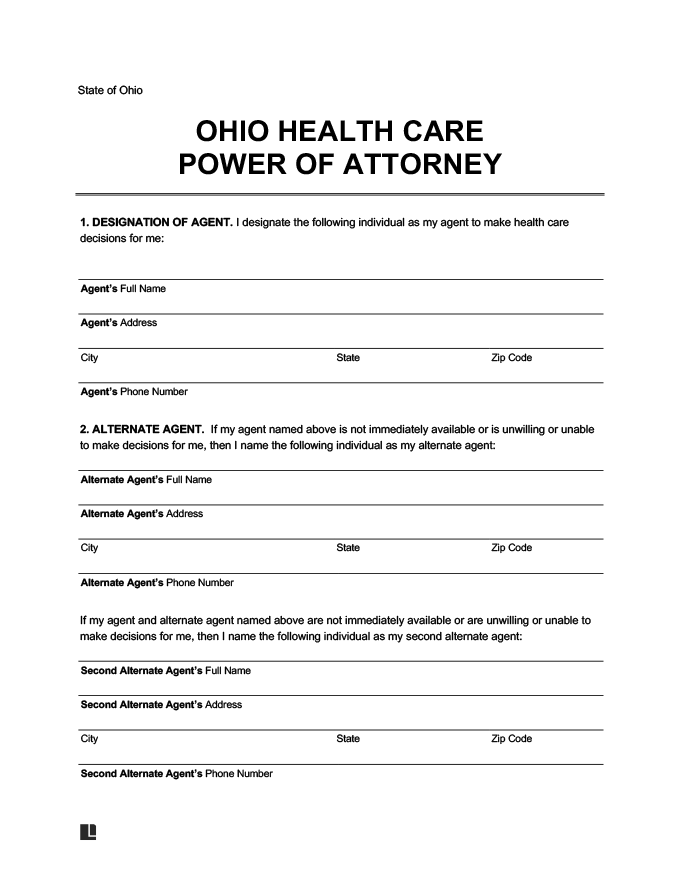 State of Ohio
OHIO HEALTH CARE
POWER OF ATTORNEY
1. DESIGNATION OF AGENT. I designate the following individual as my agent to make health care
decisions for me:
Agent’s Full Name
Agent’s Address
City State Zip Code
Agent’s Phone Number
2. ALTERNATE AGENT.  If my agent named above is not immediately available or is unwilling or unable
to make decisions for me, then I name the following individual as my alternate agent:
Alternate Agent’s Full Name
Alternate Agent’s Address
City State Zip Code
Alternate Agent’s Phone Number
If my agent and alternate agent named above are not immediately available or are unwilling or unable to
make decisions for me, then I name the following individual as my second alternate agent:
Second Alternate Agent’s Full Name
Second Alternate Agent’s Address
City State Zip Code
Second Alternate Agent’s Phone Number